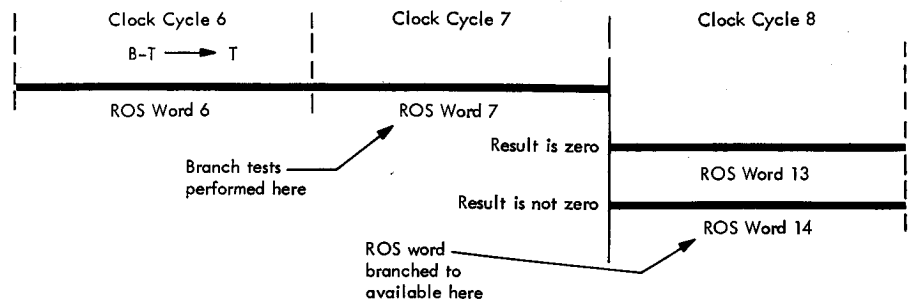 Clock Cycle 6
Clock Cycle 7
Clock Cycle 8
B-T → T
ROS Word 6
ROS Word 7
Branch tests
performed here
Result is zero
ROS Word 13
Result is not zero
ROS Word 14
ROS word
branched to
available here